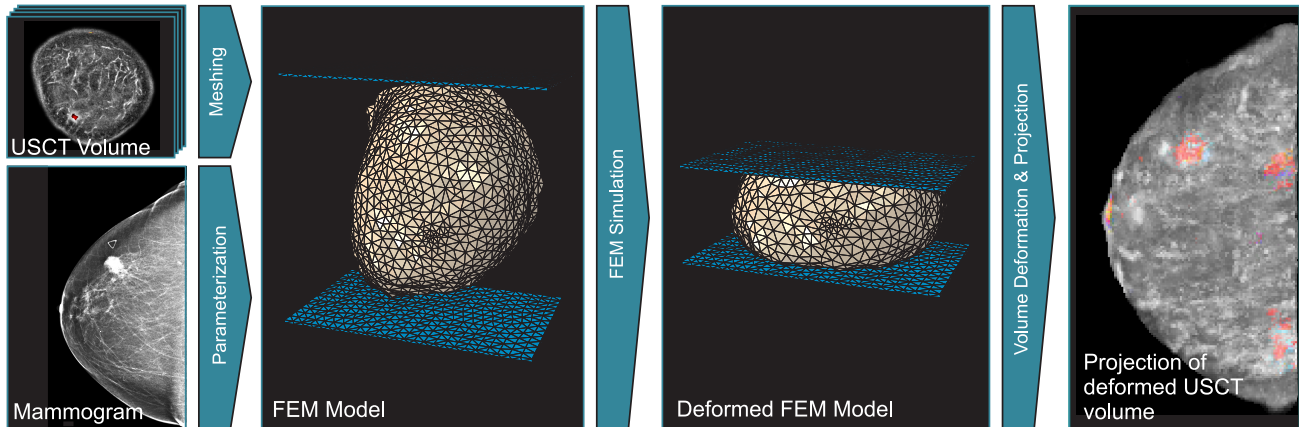 USCT Volume
Mammogram
Meshing
Parameterization
FEM Model
FEM Simulation
Deformed FEM Model
Volume Deformation & Projection
Projection of
deformed USCT
volume